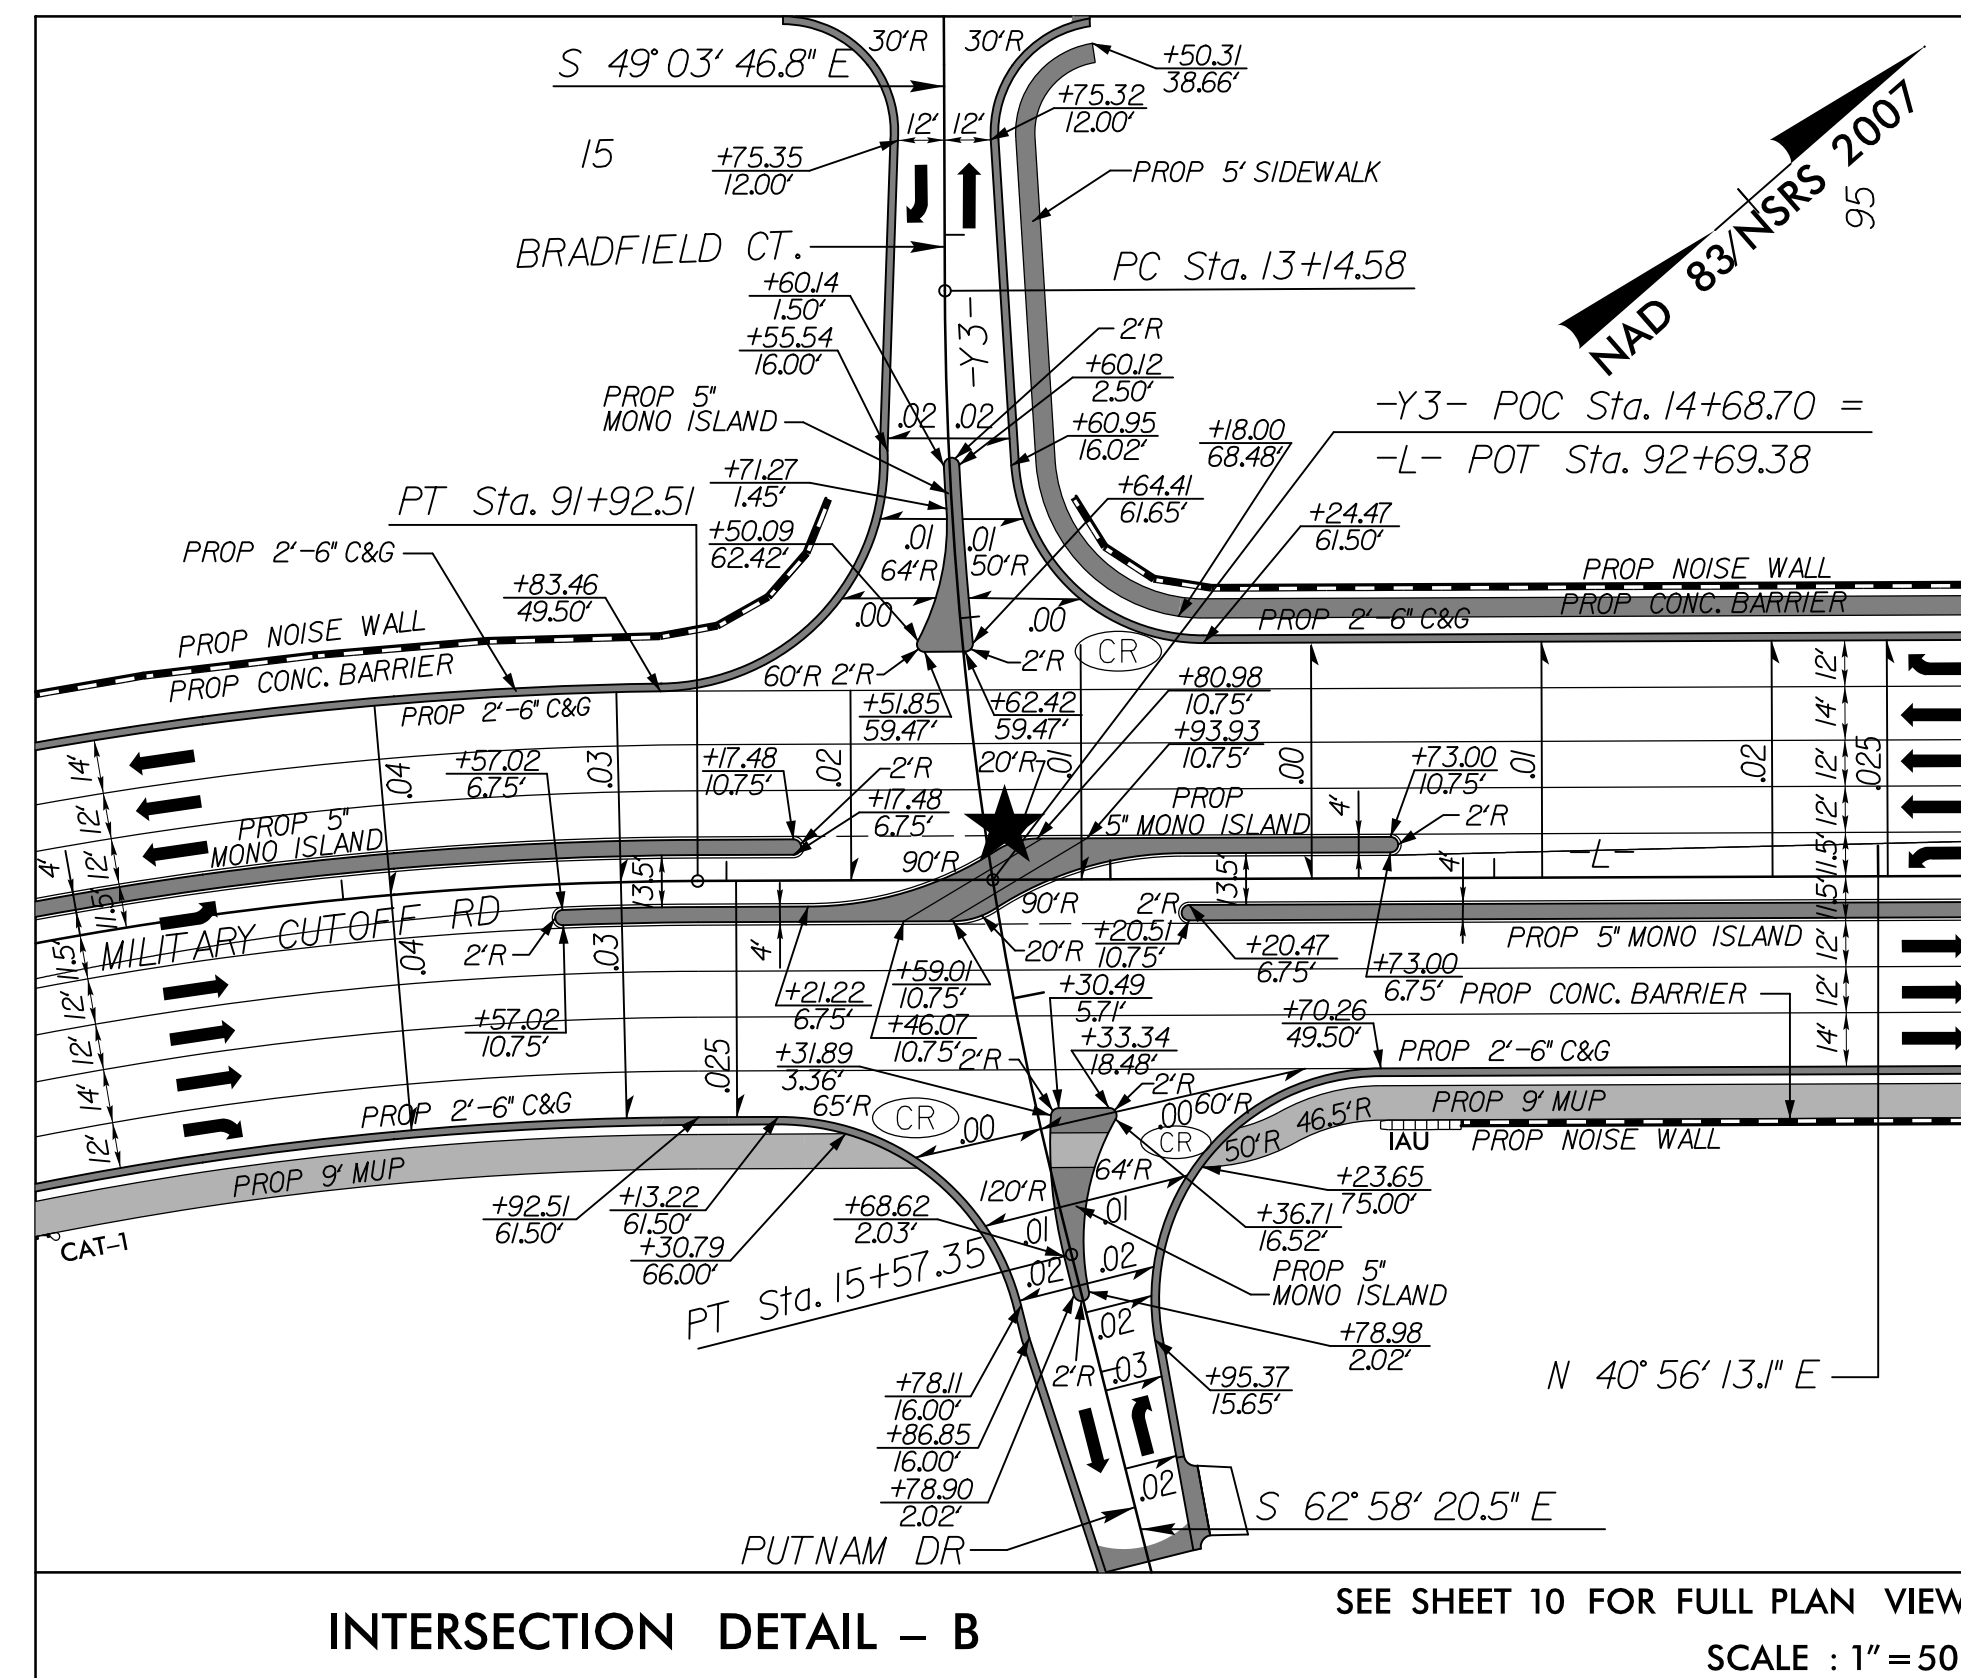 30'R
30'R
S 49° 03' 46.8" E
+50.31
38.66'
+75.32
12.00'
12'
12'
15
+75.35
12.00'
PROP 5' SIDEWALK
NAD 83/NSRS 2007
95
BRADFIELD CT.
PC Sta. 13+14.58
+60.14
1.50'
-Y3-
+55.54
16.00'
2'R
+60.12
2.50'
PROP 5"
MONO ISLAND
.02
.02
+60.95
16.02'
+18.00
68.48'
-Y3- POC Sta. 14+68.70 =
-L- POT Sta. 92+69.38
+71.27
1.45'
+64.41
61.65'
PT Sta. 91+92.51
+50.09
62.42'
.01
.01
+24.47
61.50'
PROP 2'-6" C&G
64'R
50'R
PROP NOISE WALL
+83.46
49.50'
.00
.00
PROP CONC. BARRIER
PROP 2'-6" C&G
PROP NOISE WALL
CR
PROP CONC. BARRIER
60'R
2'R
2'R
PROP 2'-6" C&G
+51.85
59.47'
+62.42
59.47'
+80.98
10.75'
+93.93
10.75'
12'
14'
12'
12'
11.5'
11.5'
12'
12'
14'
+57.02
6.75'
.04
.03
+17.48
10.75'
.02
2'R
20'R
.01
.00
+73.00
10.75'
.01
.02
.025
14'
12'
12'
4'
11.5'
11.5'
12'
12'
14'
12'
+17.48
6.75'
PROP
5" MONO ISLAND
4'
2'R
PROP 5"
MONO ISLAND
90'R
-L-
13.5'
13.5'
4'
MILITARY CUTOFF RD
90'R
2'R
2'R
.04
.03
4'
20'R
+20.51
10.75'
+20.47
6.75'
PROP 5" MONO ISLAND
+73.00
6.75'
+59.01
10.75'
+21.22
6.75'
+30.49
5.71'
PROP CONC. BARRIER
+57.02
10.75'
+46.07
10.75'
+33.34
18.48'
+70.26
49.50'
.025
+31.89
3.36'
2'R
2'R
PROP 2'-6" C&G
PROP 2'-6" C&G
65'R
CR
.00
.00
60'R
46.5'R
PROP 9' MUP
CR
50'R
IAU
PROP NOISE WALL
PROP 9' MUP
64'R
120'R
+92.51
61.50'
+13.22
61.50'
+68.62
2.03'
+23.65
75.00'
.01
.01
+36.71
16.52'
CAT-1
+30.79
66.00'
PT Sta. 15+57.35
.02
.02
PROP 5"
MONO ISLAND
.02
+78.98
2.02'
2'R
.03
+78.11
16.00'
+95.37
15.65'
N 40° 56' 13.1" E
+86.85
16.00'
+78.90
2.02'
.02
S 62° 58' 20.5" E
PUTNAM DR
SEE SHEET 10 FOR FULL PLAN VIEW
INTERSECTION DETAIL – B
SCALE : 1" = 50